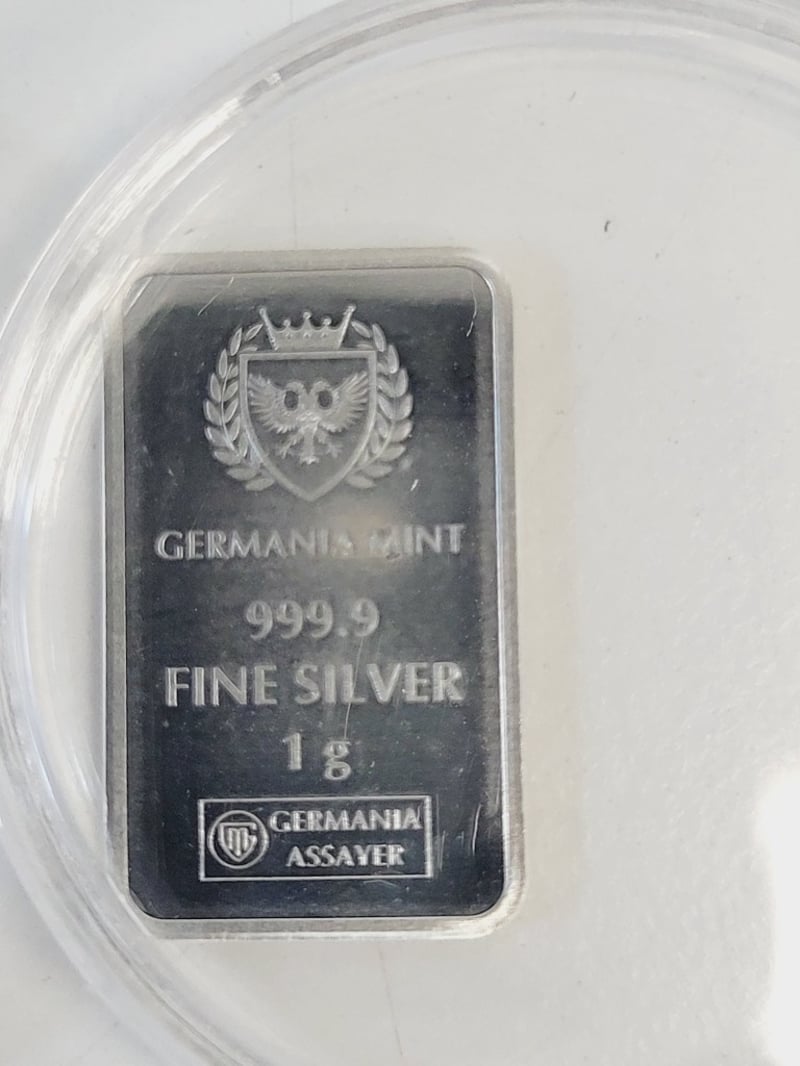 GERMANIA MINT
999.9
FINE SILVER
1 g
GERMANIA
ASSAYER